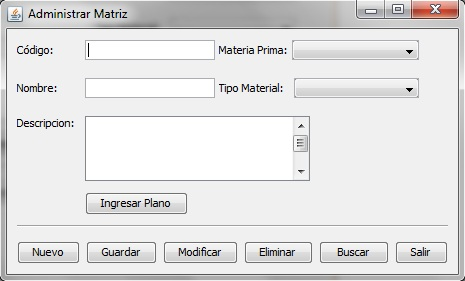 Administrar Matriz
Código: Materia Prima:
Nombre: Tipo Material:
Descripcion:
Ingresar Plano
Nuevo Guardar Modificar Eliminar Buscar Salir